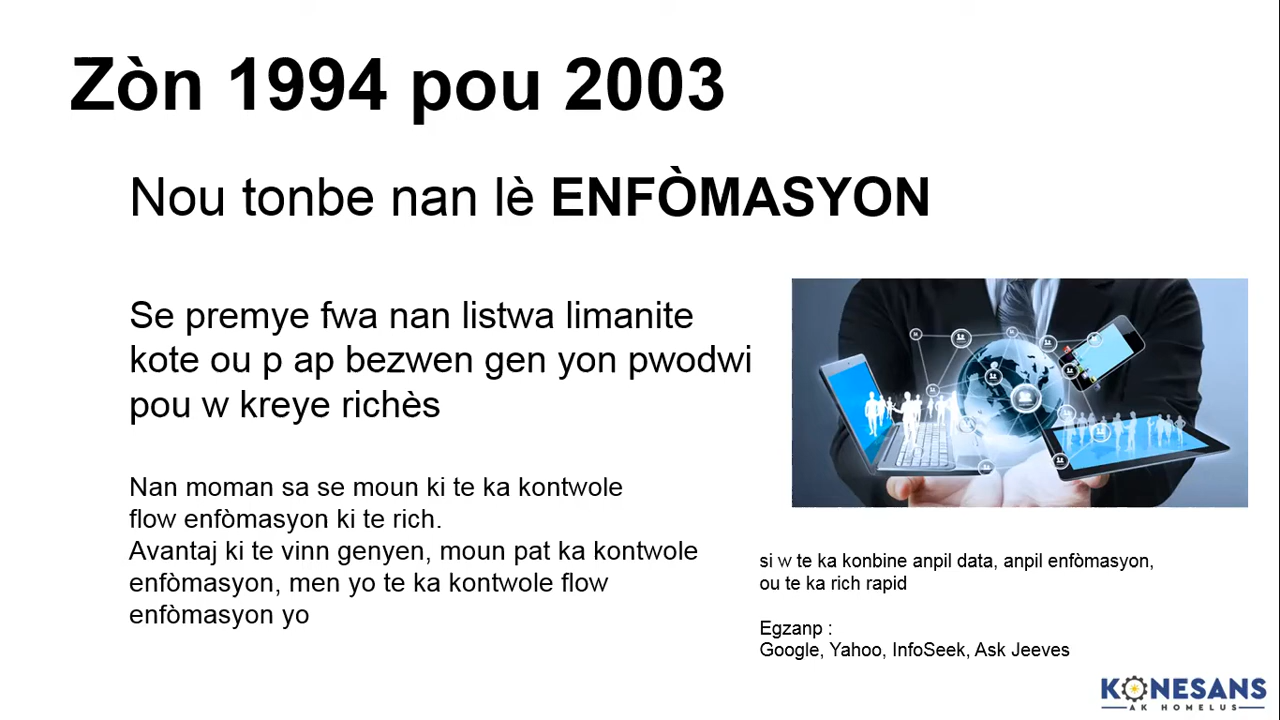 Zòn 1994 pou 2003
Nou tonbe nan lè ENFÒMASYON
Se premye fwa nan listwa limanite
kote ou p ap bezwen gen yon pwodwi
pou w kreye richès
Nan moman sa se moun ki te ka kontwole
flow enfòmasyon ki te rich.
Avantaj ki te vinn genyen, moun pat ka kontwole
enfòmasyon, men yo te ka kontwole flow
enfòmasyon yo
si w te ka konbine anpil data, anpil enfòmasyon,
ou te ka rich rapid
Egzanp :
Google, Yahoo, InfoSeek, Ask Jeeves
KONESANS
AK HOMELUS